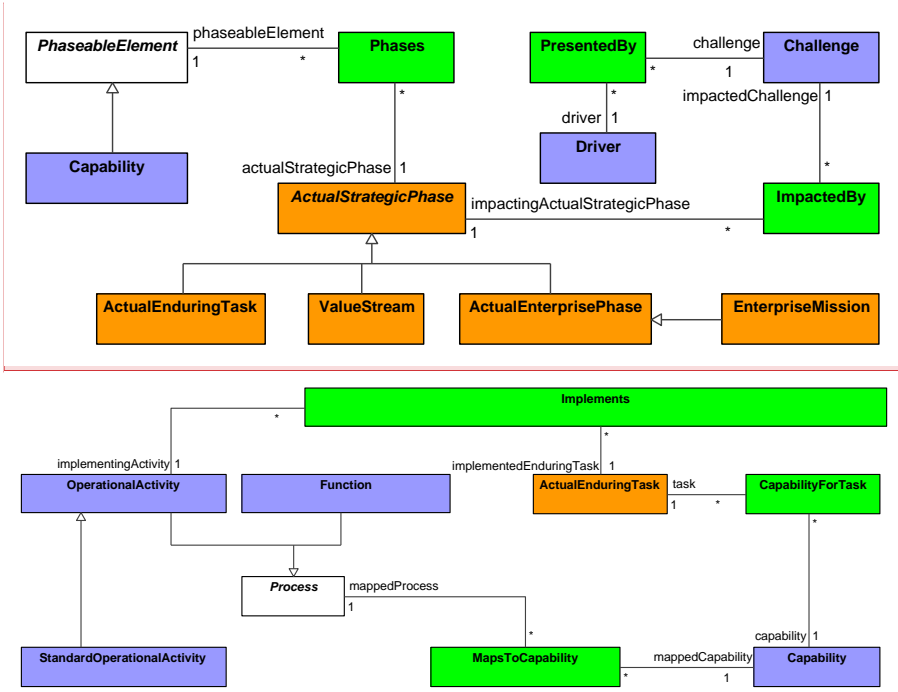 PhaseableElement
phaseableElement
1
*
Phases
PresentedBy
challenge
*
1
Challenge
impactedChallenge
1
*
*
driver
1
Driver
Capability
actualStrategicPhase
1
*
ActualStrategicPhase
impactingActualStrategicPhase
1
*
ImpactedBy
ActualEnduringTask
ValueStream
ActualEnterprisePhase
EnterpriseMission
Implements
*
*
implementingActivity
1
implementedEnduringTask
1
OperationalActivity
Function
ActualEnduringTask
task
1
*
CapabilityForTask
*
Process
mappedProcess
1
*
capability
1
StandardOperationalActivity
MapsToCapability
mappedCapability
*
1
Capability